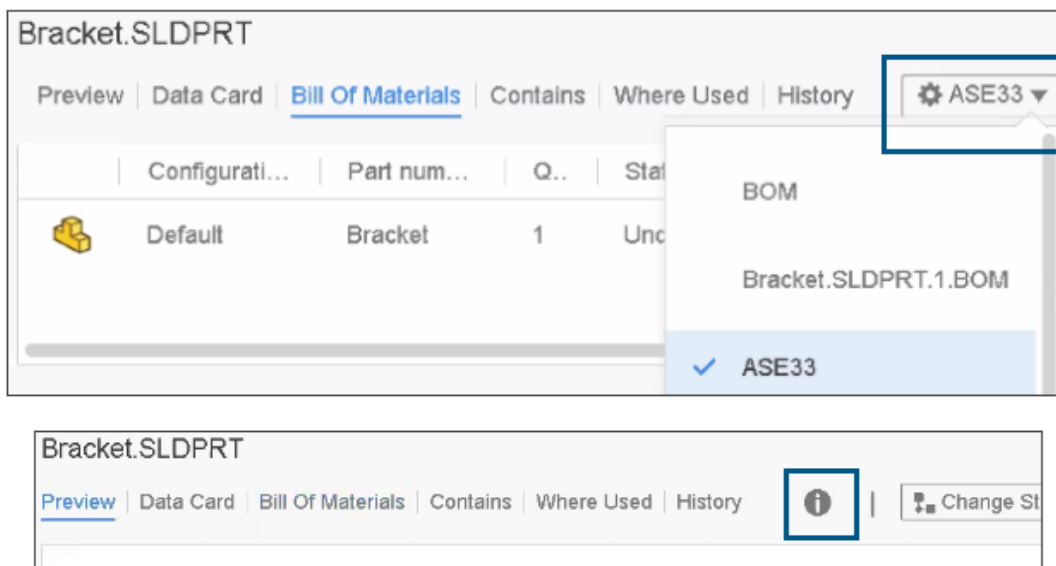 Bracket.SLDPRT
Preview Data Card Bill Of Materials Contains Where Used History ASE33
Configurati... Part num... Q.. Stat
Default Bracket 1 Und
BOM
Bracket.SLDPRT.1.BOM
ASE33
Bracket.SLDPRT
Preview Data Card Bill Of Materials Contains Where Used History Change St